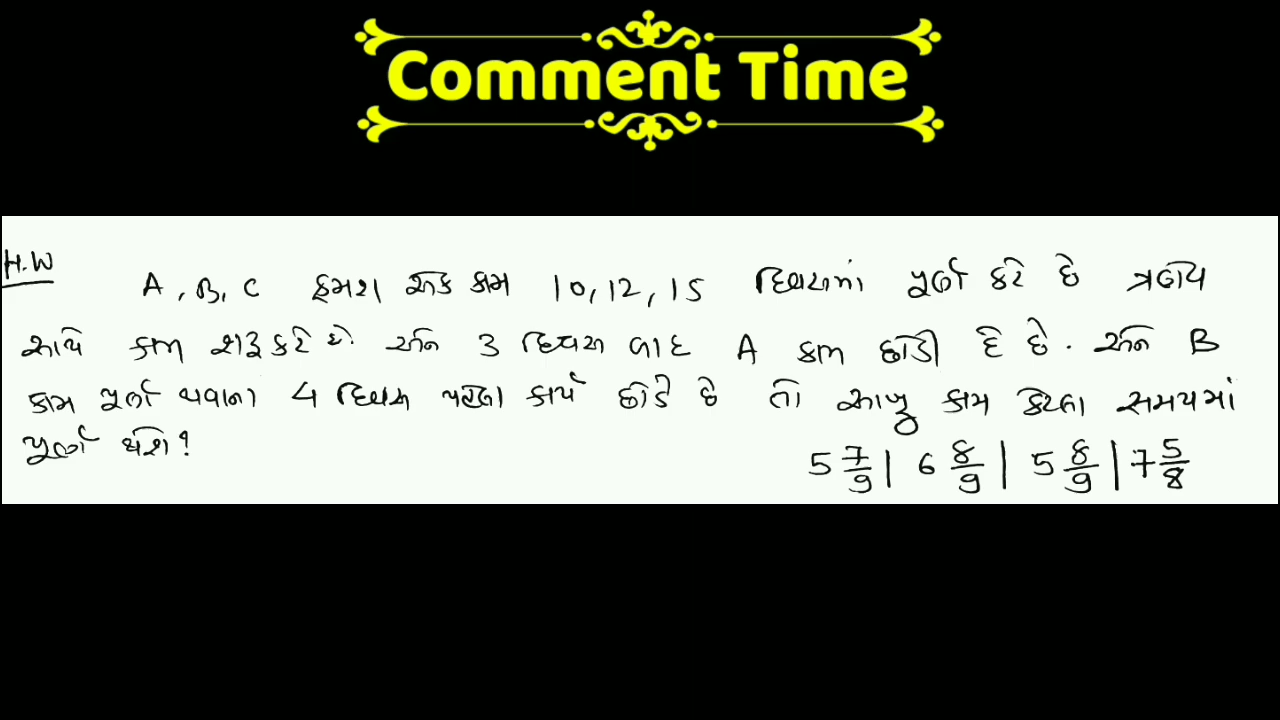 Comment Time
H.W
A, B, C ક્રમશ એક કામ 10, 12, 15 દિવસમાં પૂર્ણ કરે છે ત્રણેય
સાથે કામ શરૂ કરે છે. અને 3 દિવસ બાદ A કામ છોડી દે છે. અને B
કામ પૂર્ણ થવાના 4 દિવસ પહેલા કાર્ય છોડે છે તો આખુ કામ કેટલા સમયમાં
પૂર્ણ થશે?
5 7/9 | 6 8/9 | 5 8/9 | 7 5/8